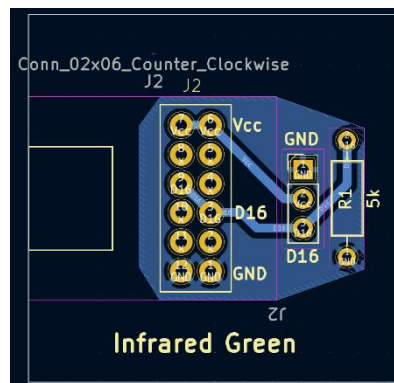 Conn_02x06_Counter_Clockwise
J2 J2
Vcc
GND
D16
R1
5k
D16
GND
J2
Infrared Green